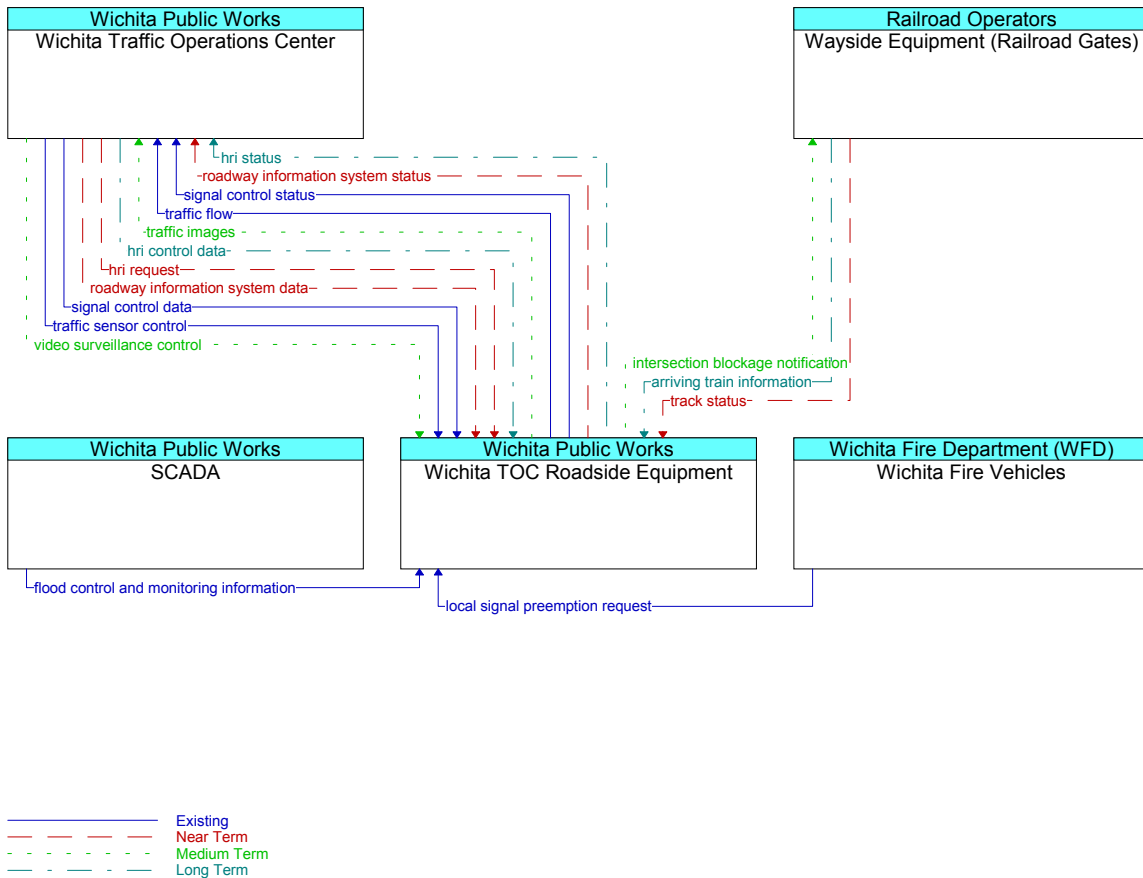 Wichita Public Works
Wichita Traffic Operations Center
Railroad Operators
Wayside Equipment (Railroad Gates)
hri status
roadway information system status
signal control status
traffic flow
traffic images
hri control data
hri request
roadway information system data
signal control data
traffic sensor control
video surveillance control
intersection blockage notification
arriving train information
track status
Wichita Public Works
SCADA
Wichita Public Works
Wichita TOC Roadside Equipment
Wichita Fire Department (WFD)
Wichita Fire Vehicles
flood control and monitoring information
local signal preemption request
Existing
Near Term
Medium Term
Long Term